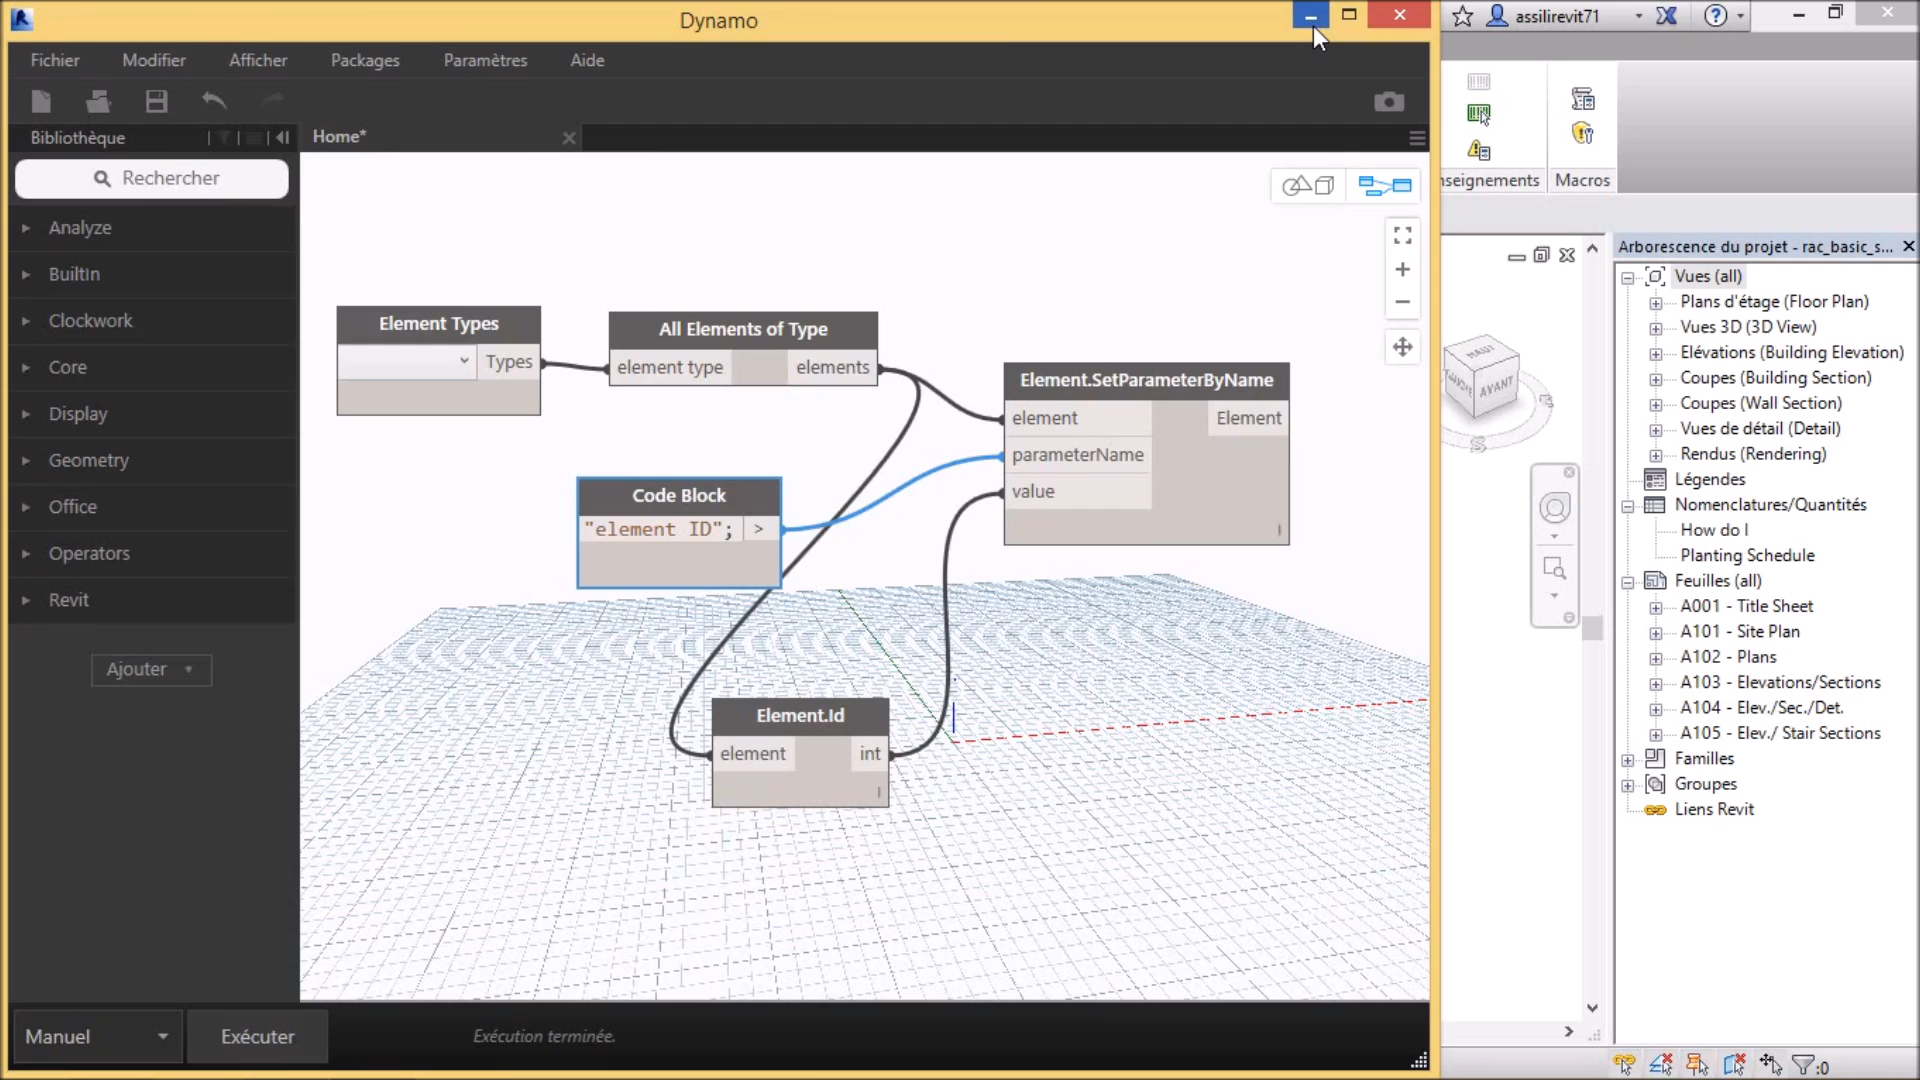 Dynamo
Fichier
Modifier
Afficher
Packages
Paramètres
Aide
Bibliothèque
Home*
Rechercher
Analyze
BuiltIn
Clockwork
Core
Display
Geometry
Office
Operators
Revit
Ajouter
Element Types
Types
All Elements of Type
element type
elements
Element.SetParameterByName
element
Element
parameterName
value
Code Block
"element ID";
>
Element.Id
element
int
Manuel
Exécuter
Exécution terminée.
assilirevit71
nseignements
Macros
HAUT
AVANT
S
Arborescence du projet - rac_basic_s...
Vues (all)
Plans d'étage (Floor Plan)
Vues 3D (3D View)
Elévations (Building Elevation)
Coupes (Building Section)
Coupes (Wall Section)
Vues de détail (Detail)
Rendus (Rendering)
Légendes
Nomenclatures/Quantités
How do I
Planting Schedule
Feuilles (all)
A001 - Title Sheet
A101 - Site Plan
A102 - Plans
A103 - Elevations/Sections
A104 - Elev./Sec./Det.
A105 - Elev./ Stair Sections
Familles
Groupes
Liens Revit
:0